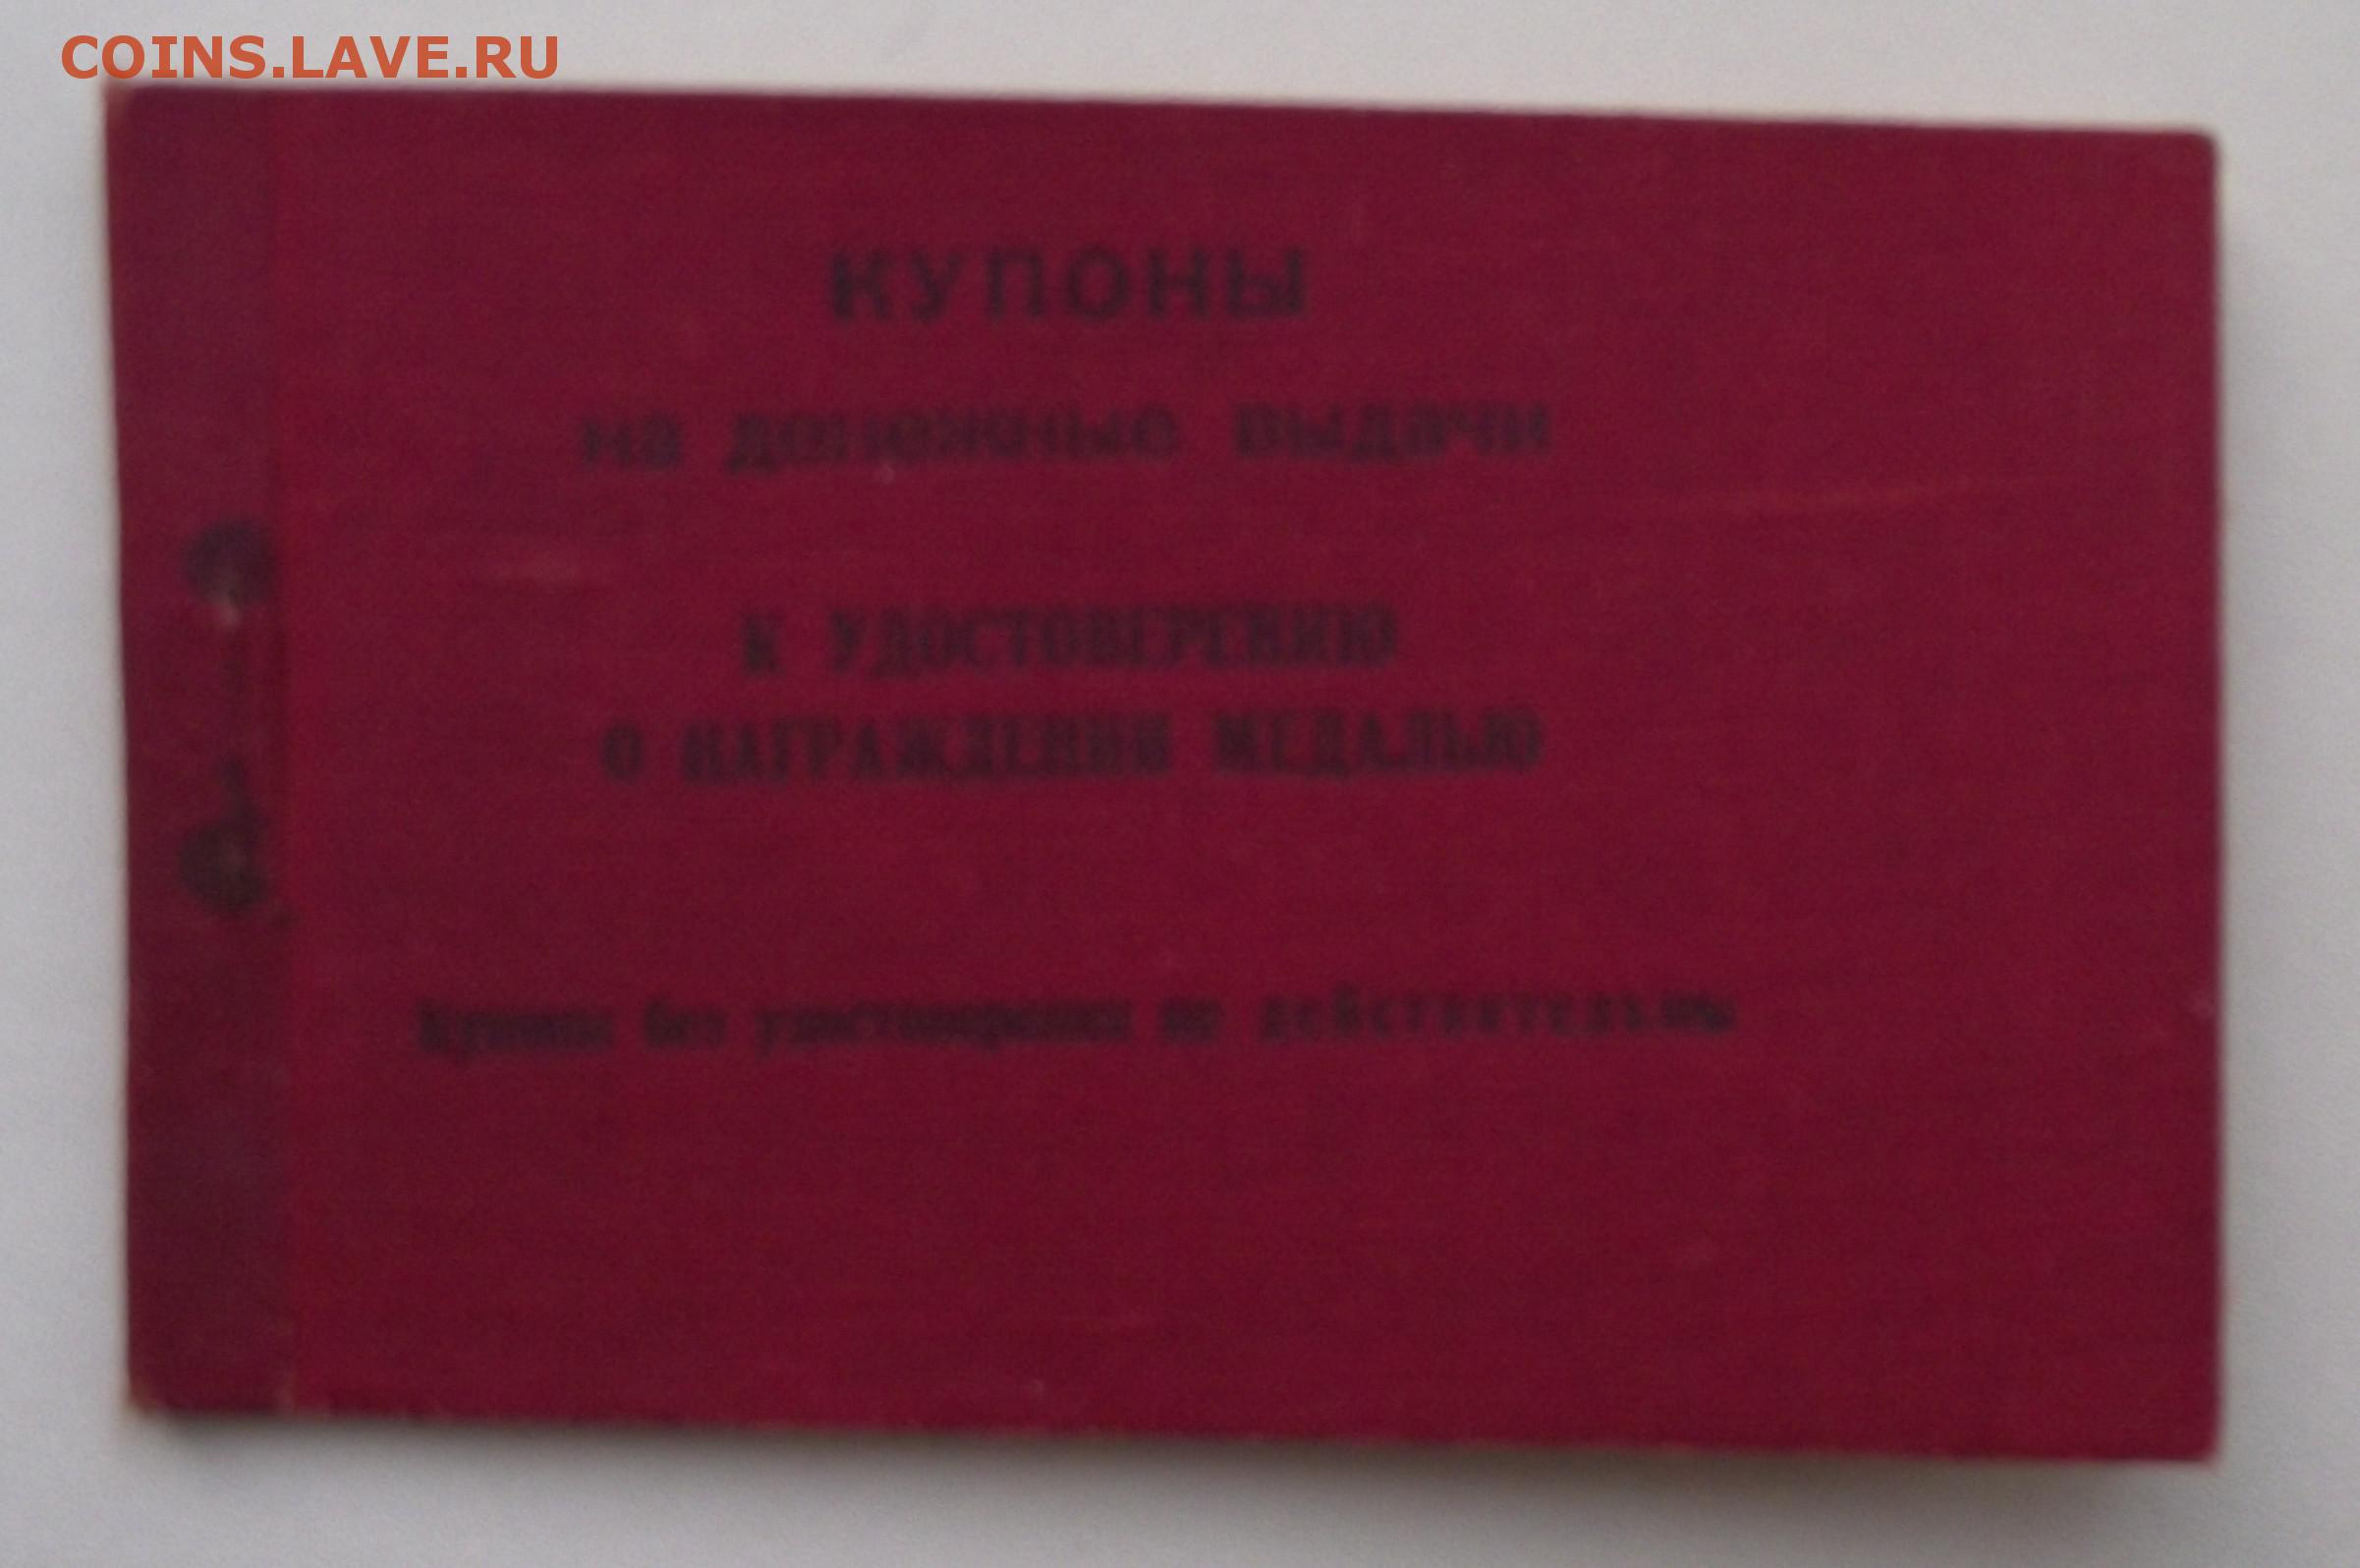 COINS.LAVE.RU
КУПОНЫ
на денежные выдачи
К УДОСТОВЕРЕНИЮ
О НАГРАЖДЕНИИ МЕДАЛЬЮ
Купоны без удостоверения не действительны